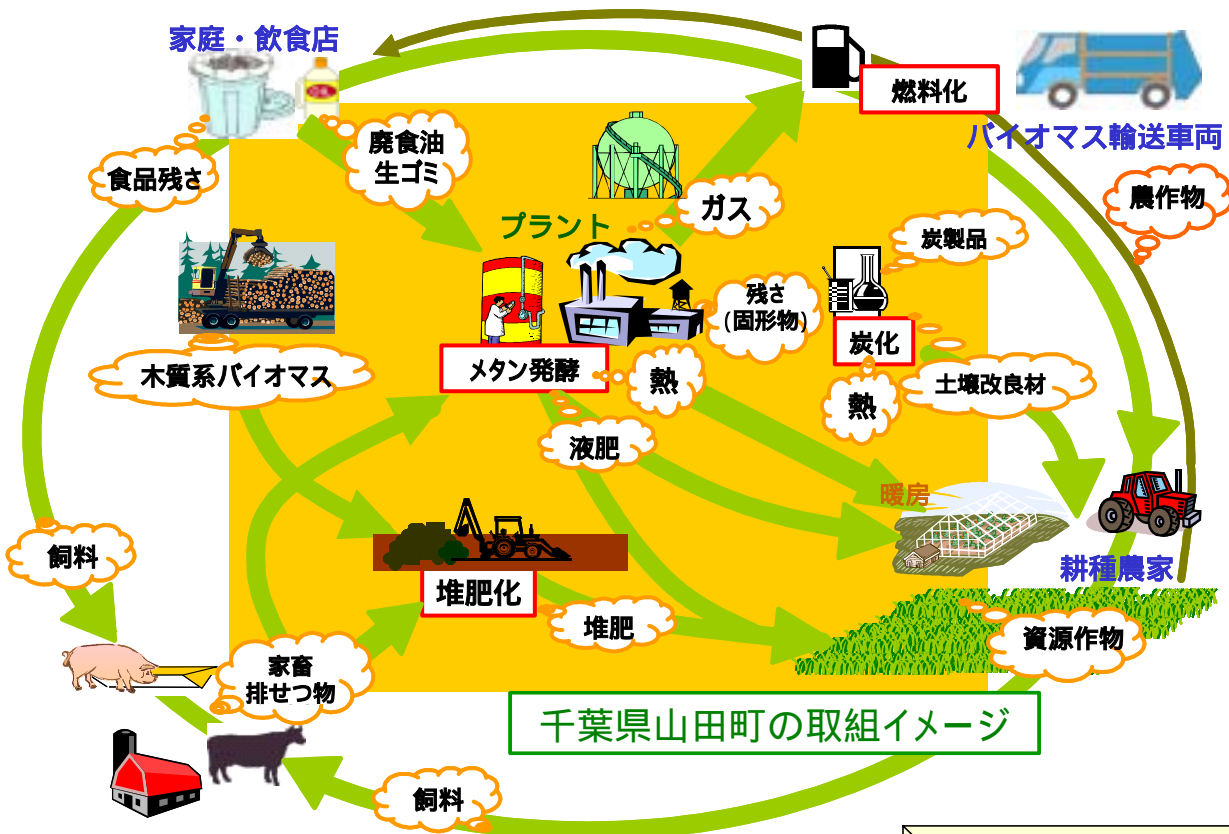 家庭・飲食店
燃料化
バイオマス輸送車両
廃食油
生ゴミ
食品残さ
農作物
ガス
プラント
炭製品
残さ
(固形物)
炭化
木質系バイオマス
メタン発酵
熱
熱
土壌改良材
液肥
暖房
飼料
耕種農家
堆肥化
堆肥
資源作物
家畜
排せつ物
千葉県山田町の取組イメージ
飼料